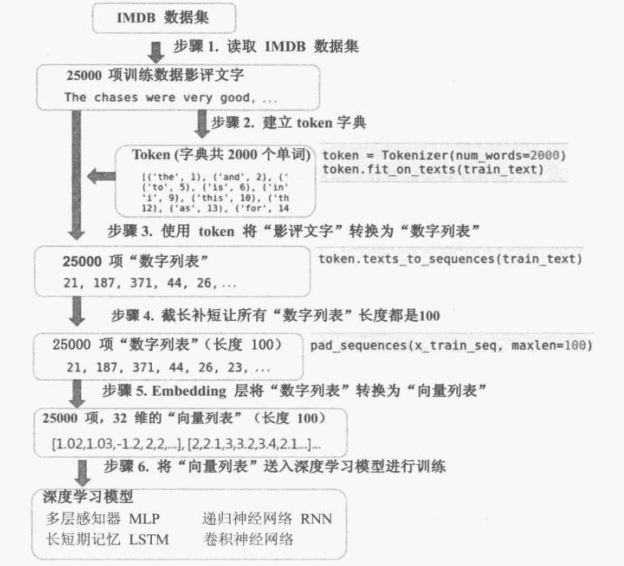 IMDB 数据集
步骤 1. 读取 IMDB 数据集
25000 项训练数据影评文字
The chases were very good, ...
步骤 2. 建立 token 字典
Token (字典共 2000 个单词)
[('the', 1), ('and', 2), ('
('to', 5), ('is', 6), ('in'
'i', 9), ('this', 10), ('th
12), ('as', 13), ('for', 14
token = Tokenizer(num_words=2000)
token.fit_on_texts(train_text)
步骤 3. 使用 token 将“影评文字”转换为“数字列表”
25000 项“数字列表”
21, 187, 371, 44, 26, ...
token.texts_to_sequences(train_text)
步骤 4. 截长补短让所有“数字列表”长度都是100
25000 项“数字列表”(长度 100)
21, 187, 371, 44, 26, 23, ...
pad_sequences(x_train_seq, maxlen=100)
步骤 5. Embedding 层将“数字列表”转换为“向量列表”
25000 项，32 维的“向量列表”（长度 100）
[1.02,1.03,-1.2, 2,2,...], [2,2.1,3,3.2,3.4,2.1...]...
步骤 6. 将“向量列表”送入深度学习模型进行训练
深度学习模型
多层感知器 MLP 递归神经网络 RNN
长短期记忆 LSTM 卷积神经网络